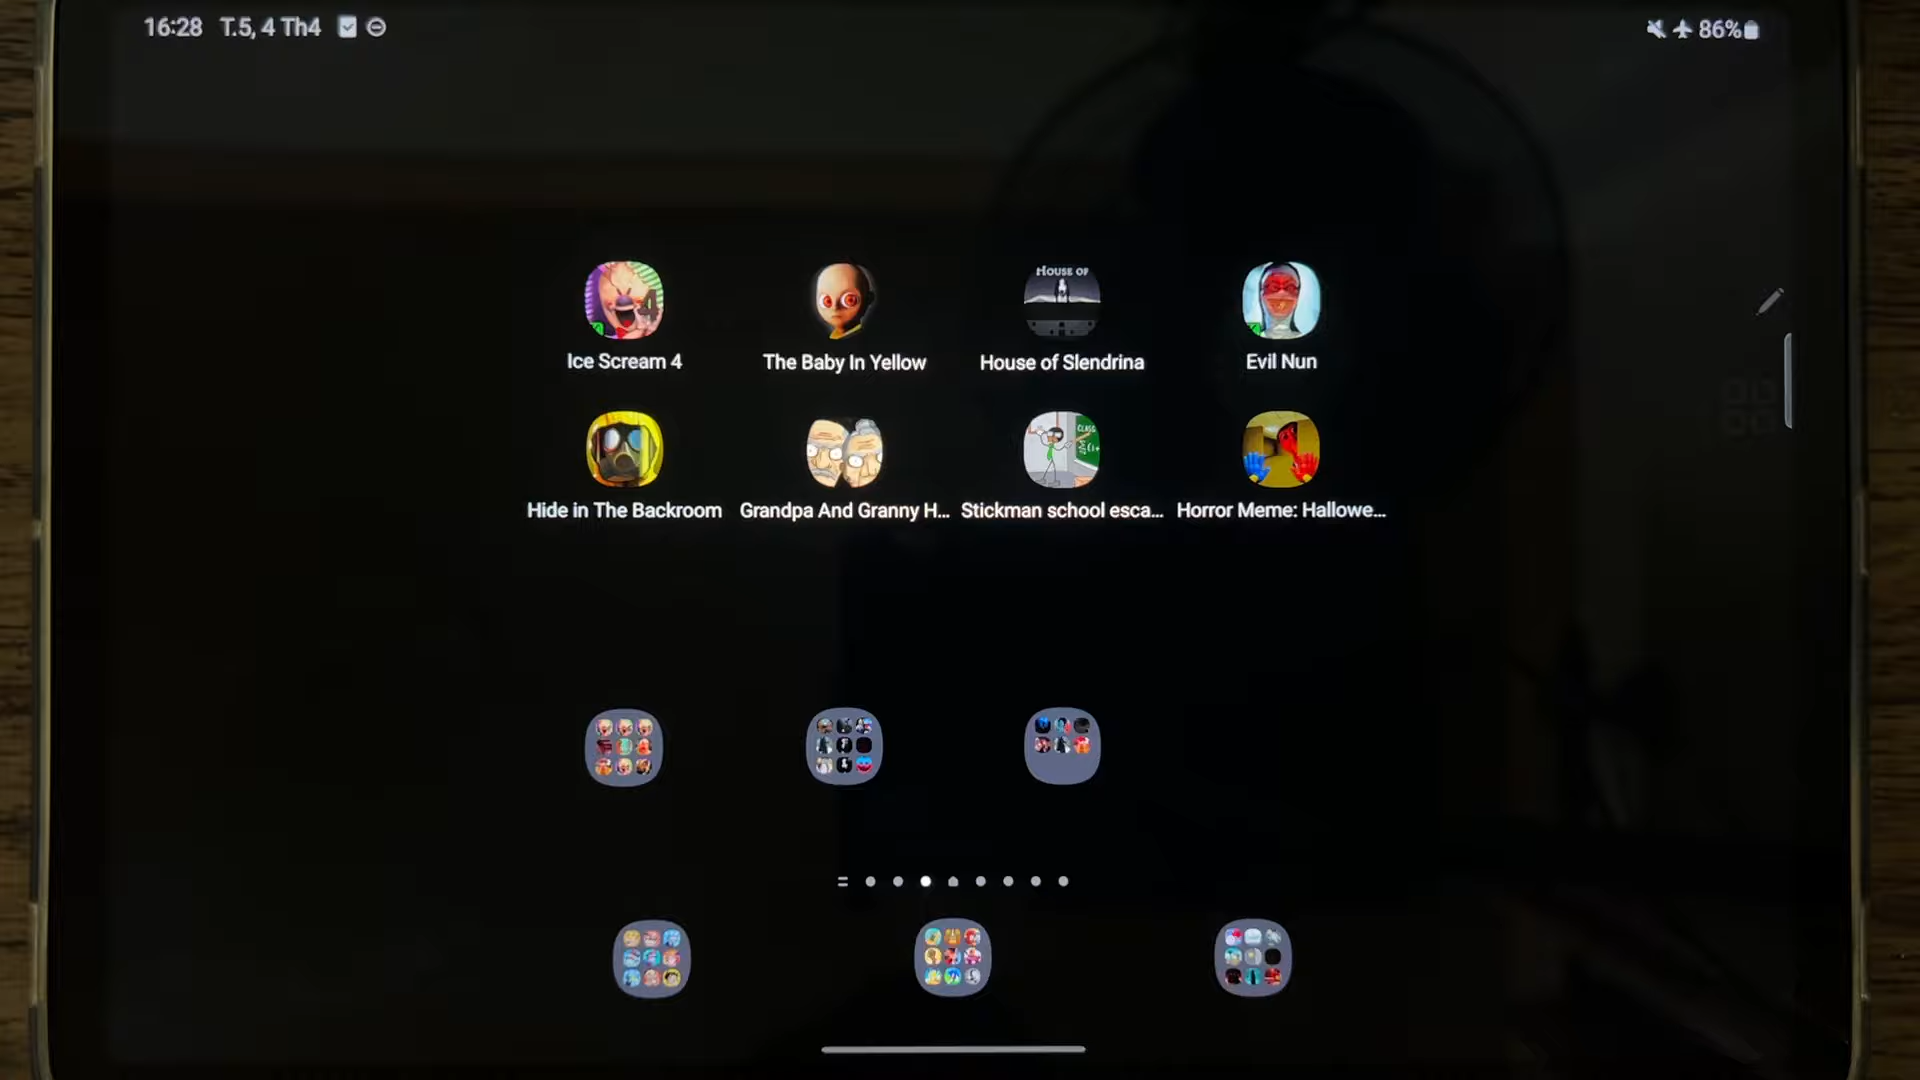 16:28 T.5, 4 Th4
86%
HOUSE OF
Ice Scream 4
The Baby In Yellow
House of Slendrina
Evil Nun
CLASS
Hide in The Backroom
Grandpa And Granny H...
Stickman school esca...
Horror Meme: Hallowe...